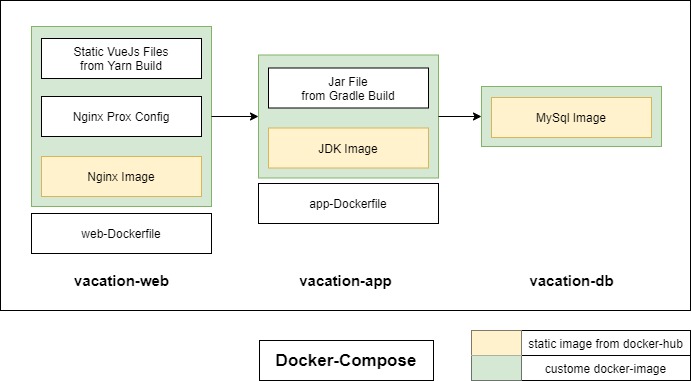 Static VueJs Files
from Yarn Build
Nginx Prox Config
Nginx Image
web-Dockerfile
vacation-web
Jar File
from Gradle Build
JDK Image
app-Dockerfile
vacation-app
MySql Image
vacation-db
Docker-Compose
static image from docker-hub
custome docker-image